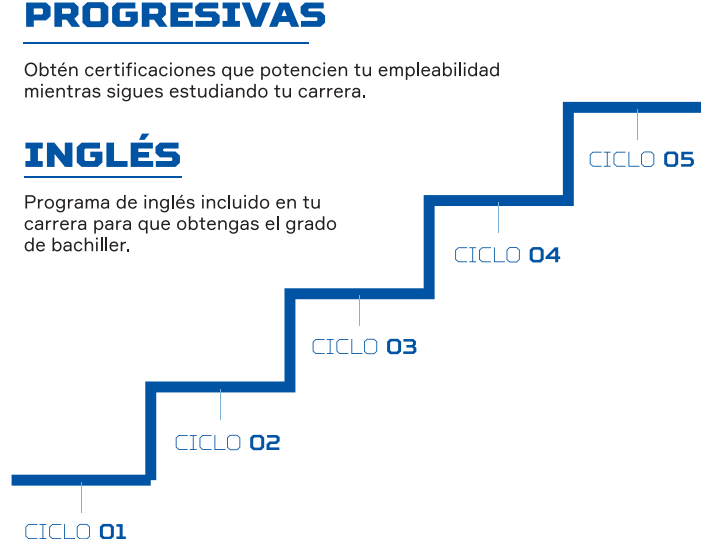 PROGRESIVAS
Obtén certificaciones que potencien tu empleabilidad
mientras sigues estudiando tu carrera.
INGLÉS
Programa de inglés incluido en tu
carrera para que obtengas el grado
de bachiller.
CICLO 05
CICLO 04
CICLO 03
CICLO 02
CICLO 01